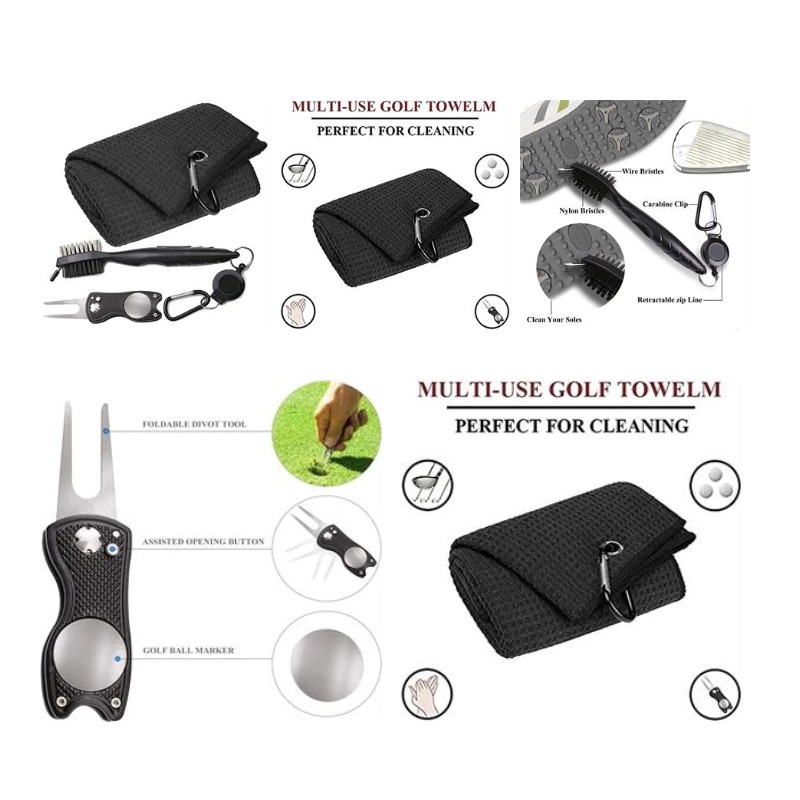 MULTI-USE GOLF TOWELM
PERFECT FOR CLEANING
Wire Bristles
Nylon Bristles
Carabine Clip
Retractable zip Line
Clean Your Soles
FOLDABLE DIVOT TOOL
ASSISTED OPENING BUTTON
GOLF BALL MARKER
MULTI-USE GOLF TOWELM
PERFECT FOR CLEANING